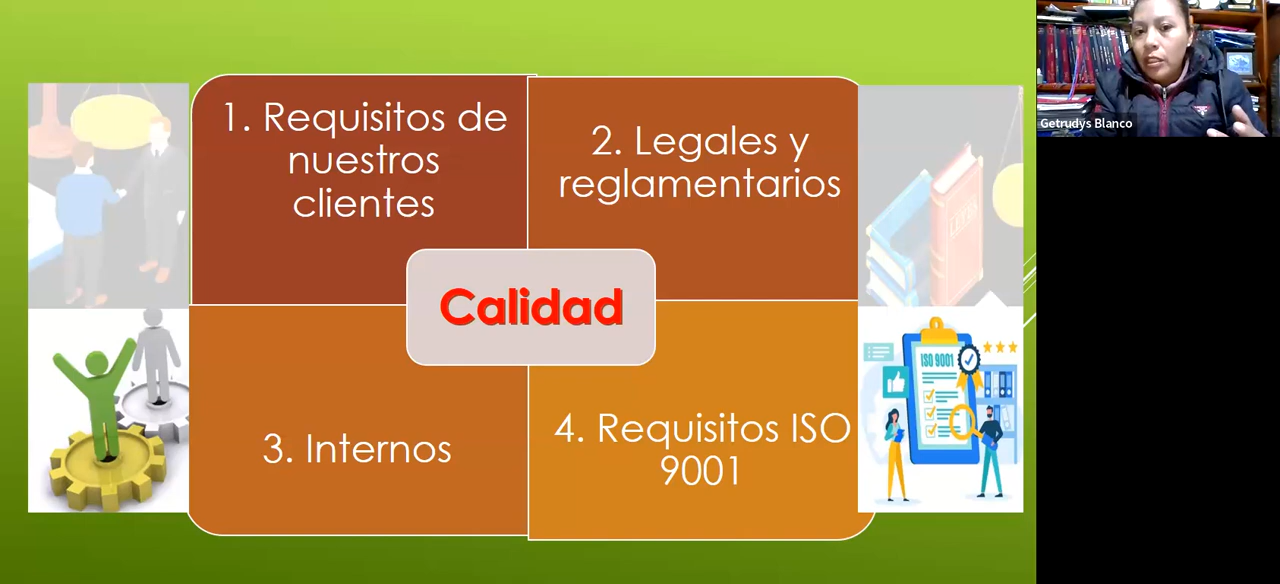 1. Requisitos de
nuestros
clientes
2. Legales y
reglamentarios
Calidad
3. Internos
4. Requisitos ISO
9001
LEYES
ISO 9001
Getrudys Blanco